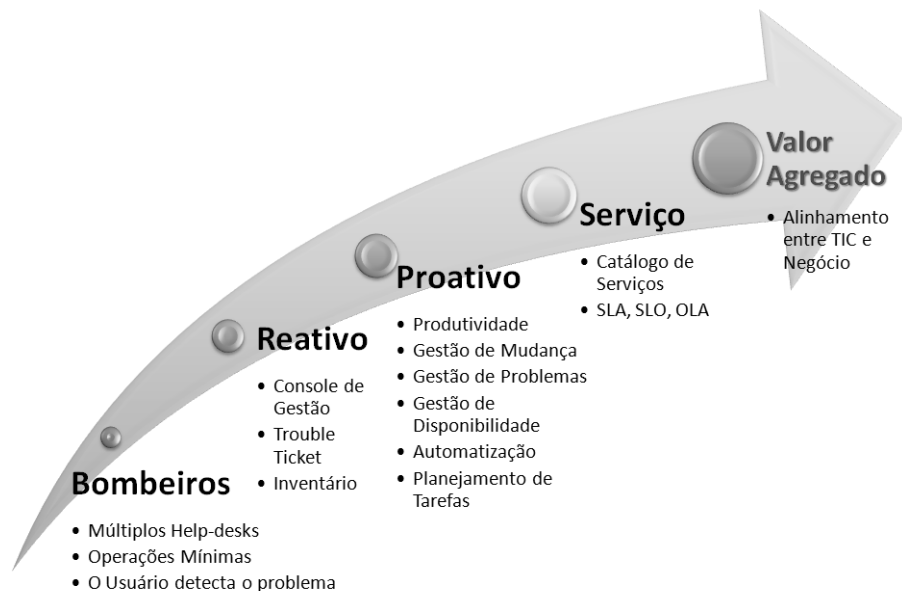 Bombeiros
• Múltiplos Help-desks
• Operações Mínimas
• O Usuário detecta o problema
Reativo
• Console de
Gestão
• Trouble
Ticket
• Inventário
Proativo
• Produtividade
• Gestão de Mudança
• Gestão de Problemas
• Gestão de
Disponibilidade
• Automatização
• Planejamento de
Tarefas
Serviço
• Catálogo de
Serviços
• SLA, SLO, OLA
Valor
Agregado
• Alinhamento
entre TIC e
Negócio